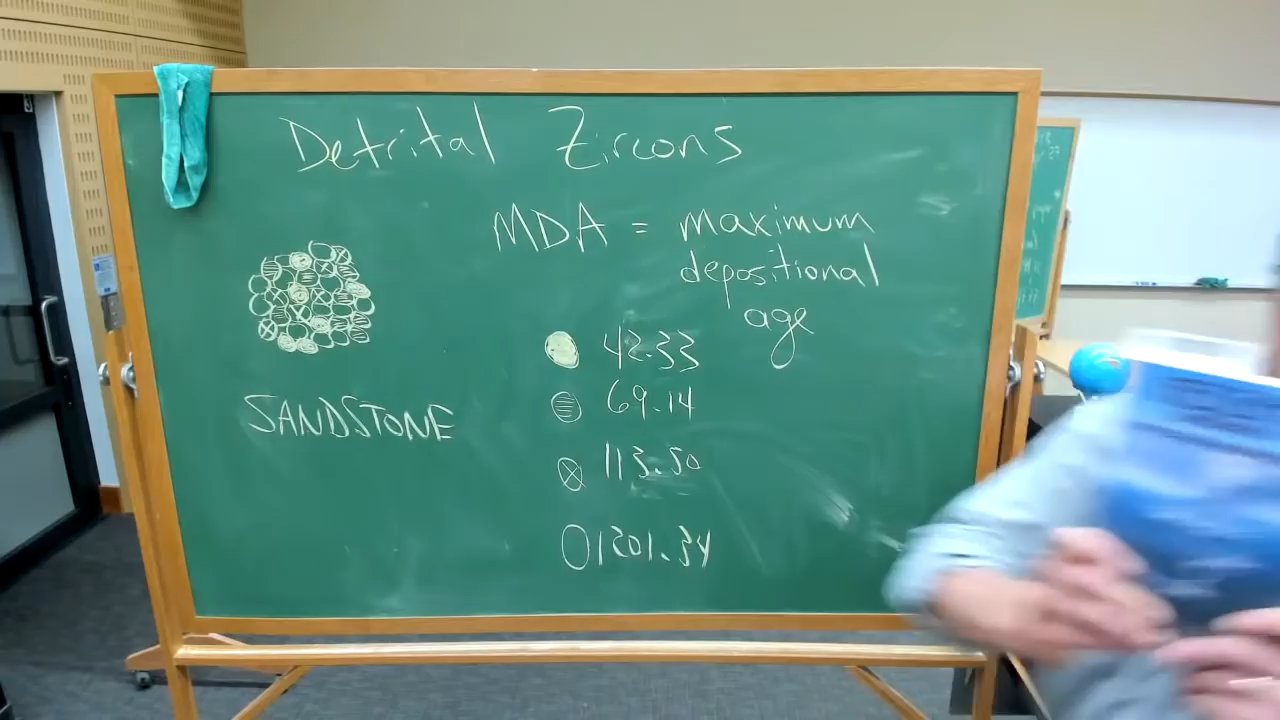 Detrital Zircons
MDA = maximum
depositional
age
42.33
69.14
113.50
1201.34
SANDSTONE